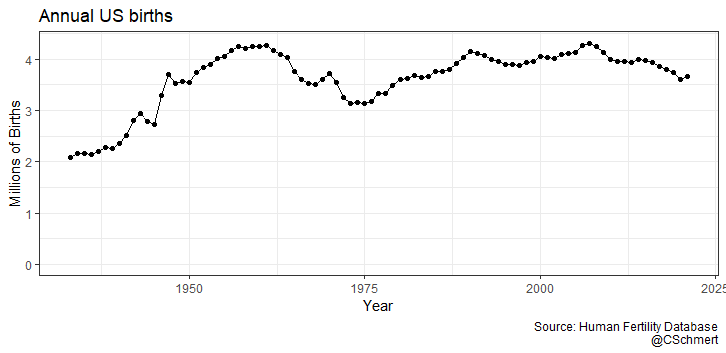 Annual US births
Millions of Births
4
3
2
1
0
1950
1975
2000
2025
Year
Source: Human Fertility Database
@CSchmert